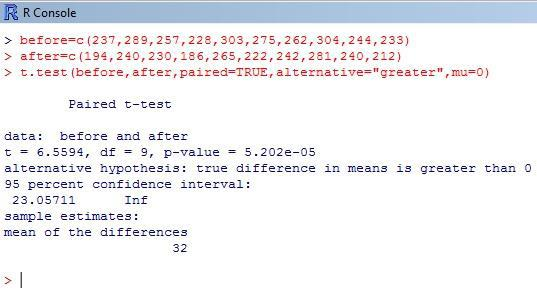 R Console
> before=c(237,289,257,228,303,275,262,304,244,233)
> after=c(194,240,230,186,265,222,242,281,240,212)
> t.test(before,after,paired=TRUE,alternative="greater",mu=0)
Paired t-test
data: before and after
t = 6.5594, df = 9, p-value = 5.202e-05
alternative hypothesis: true difference in means is greater than 0
95 percent confidence interval:
23.05711 Inf
sample estimates:
mean of the differences
32
>